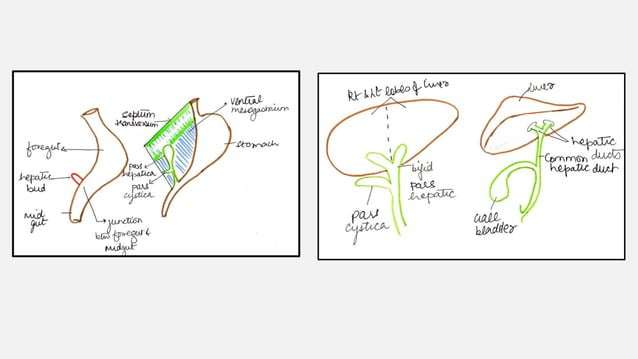 foregut
hepatic
bud
mid
gut
junction
btw foregut &
midgut
septum
transversum
pars
hepatica
pars
cystica
ventral
mesogastrium
stomach
Rt & Lt lobes of liver
bifid
pars
hepatic
pars
cystica
liver
hepatic
ducts
Common
hepatic duct
Gall
bladder